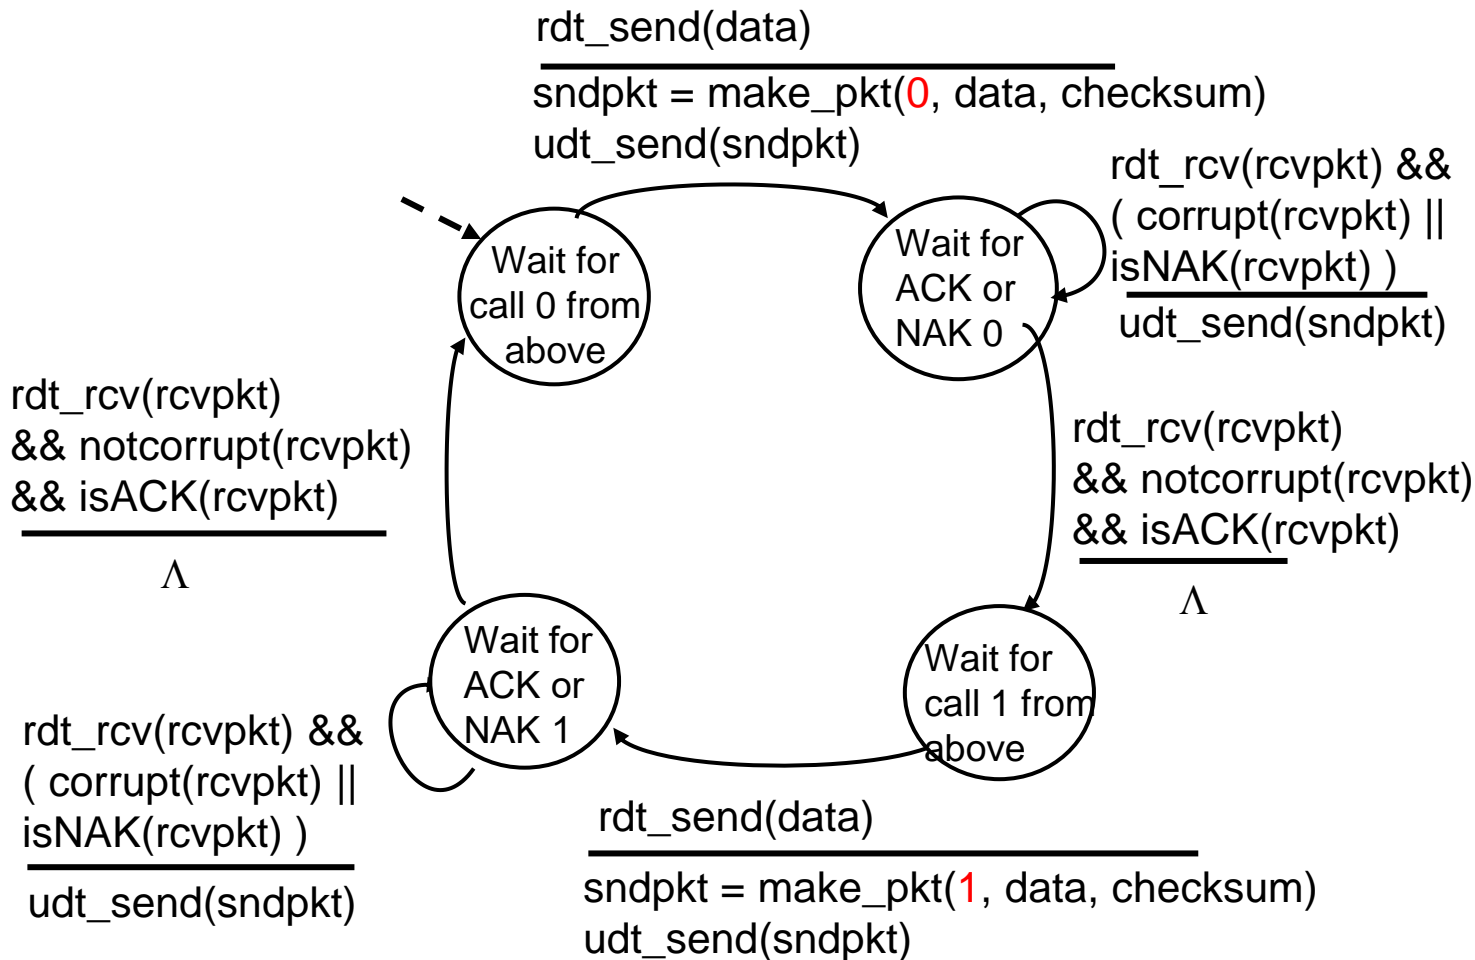 rdt_send(data)
sndpkt = make_pkt(0, data, checksum)
udt_send(sndpkt)
Wait for
call 0 from
above
Wait for
ACK or
NAK 0
rdt_rcv(rcvpkt) &&
( corrupt(rcvpkt) ||
isNAK(rcvpkt) )
udt_send(sndpkt)
rdt_rcv(rcvpkt)
&& notcorrupt(rcvpkt)
&& isACK(rcvpkt)
Λ
rdt_rcv(rcvpkt)
&& notcorrupt(rcvpkt)
&& isACK(rcvpkt)
Λ
Wait for
ACK or
NAK 1
Wait for
call 1 from
above
rdt_rcv(rcvpkt) &&
( corrupt(rcvpkt) ||
isNAK(rcvpkt) )
udt_send(sndpkt)
rdt_send(data)
sndpkt = make_pkt(1, data, checksum)
udt_send(sndpkt)